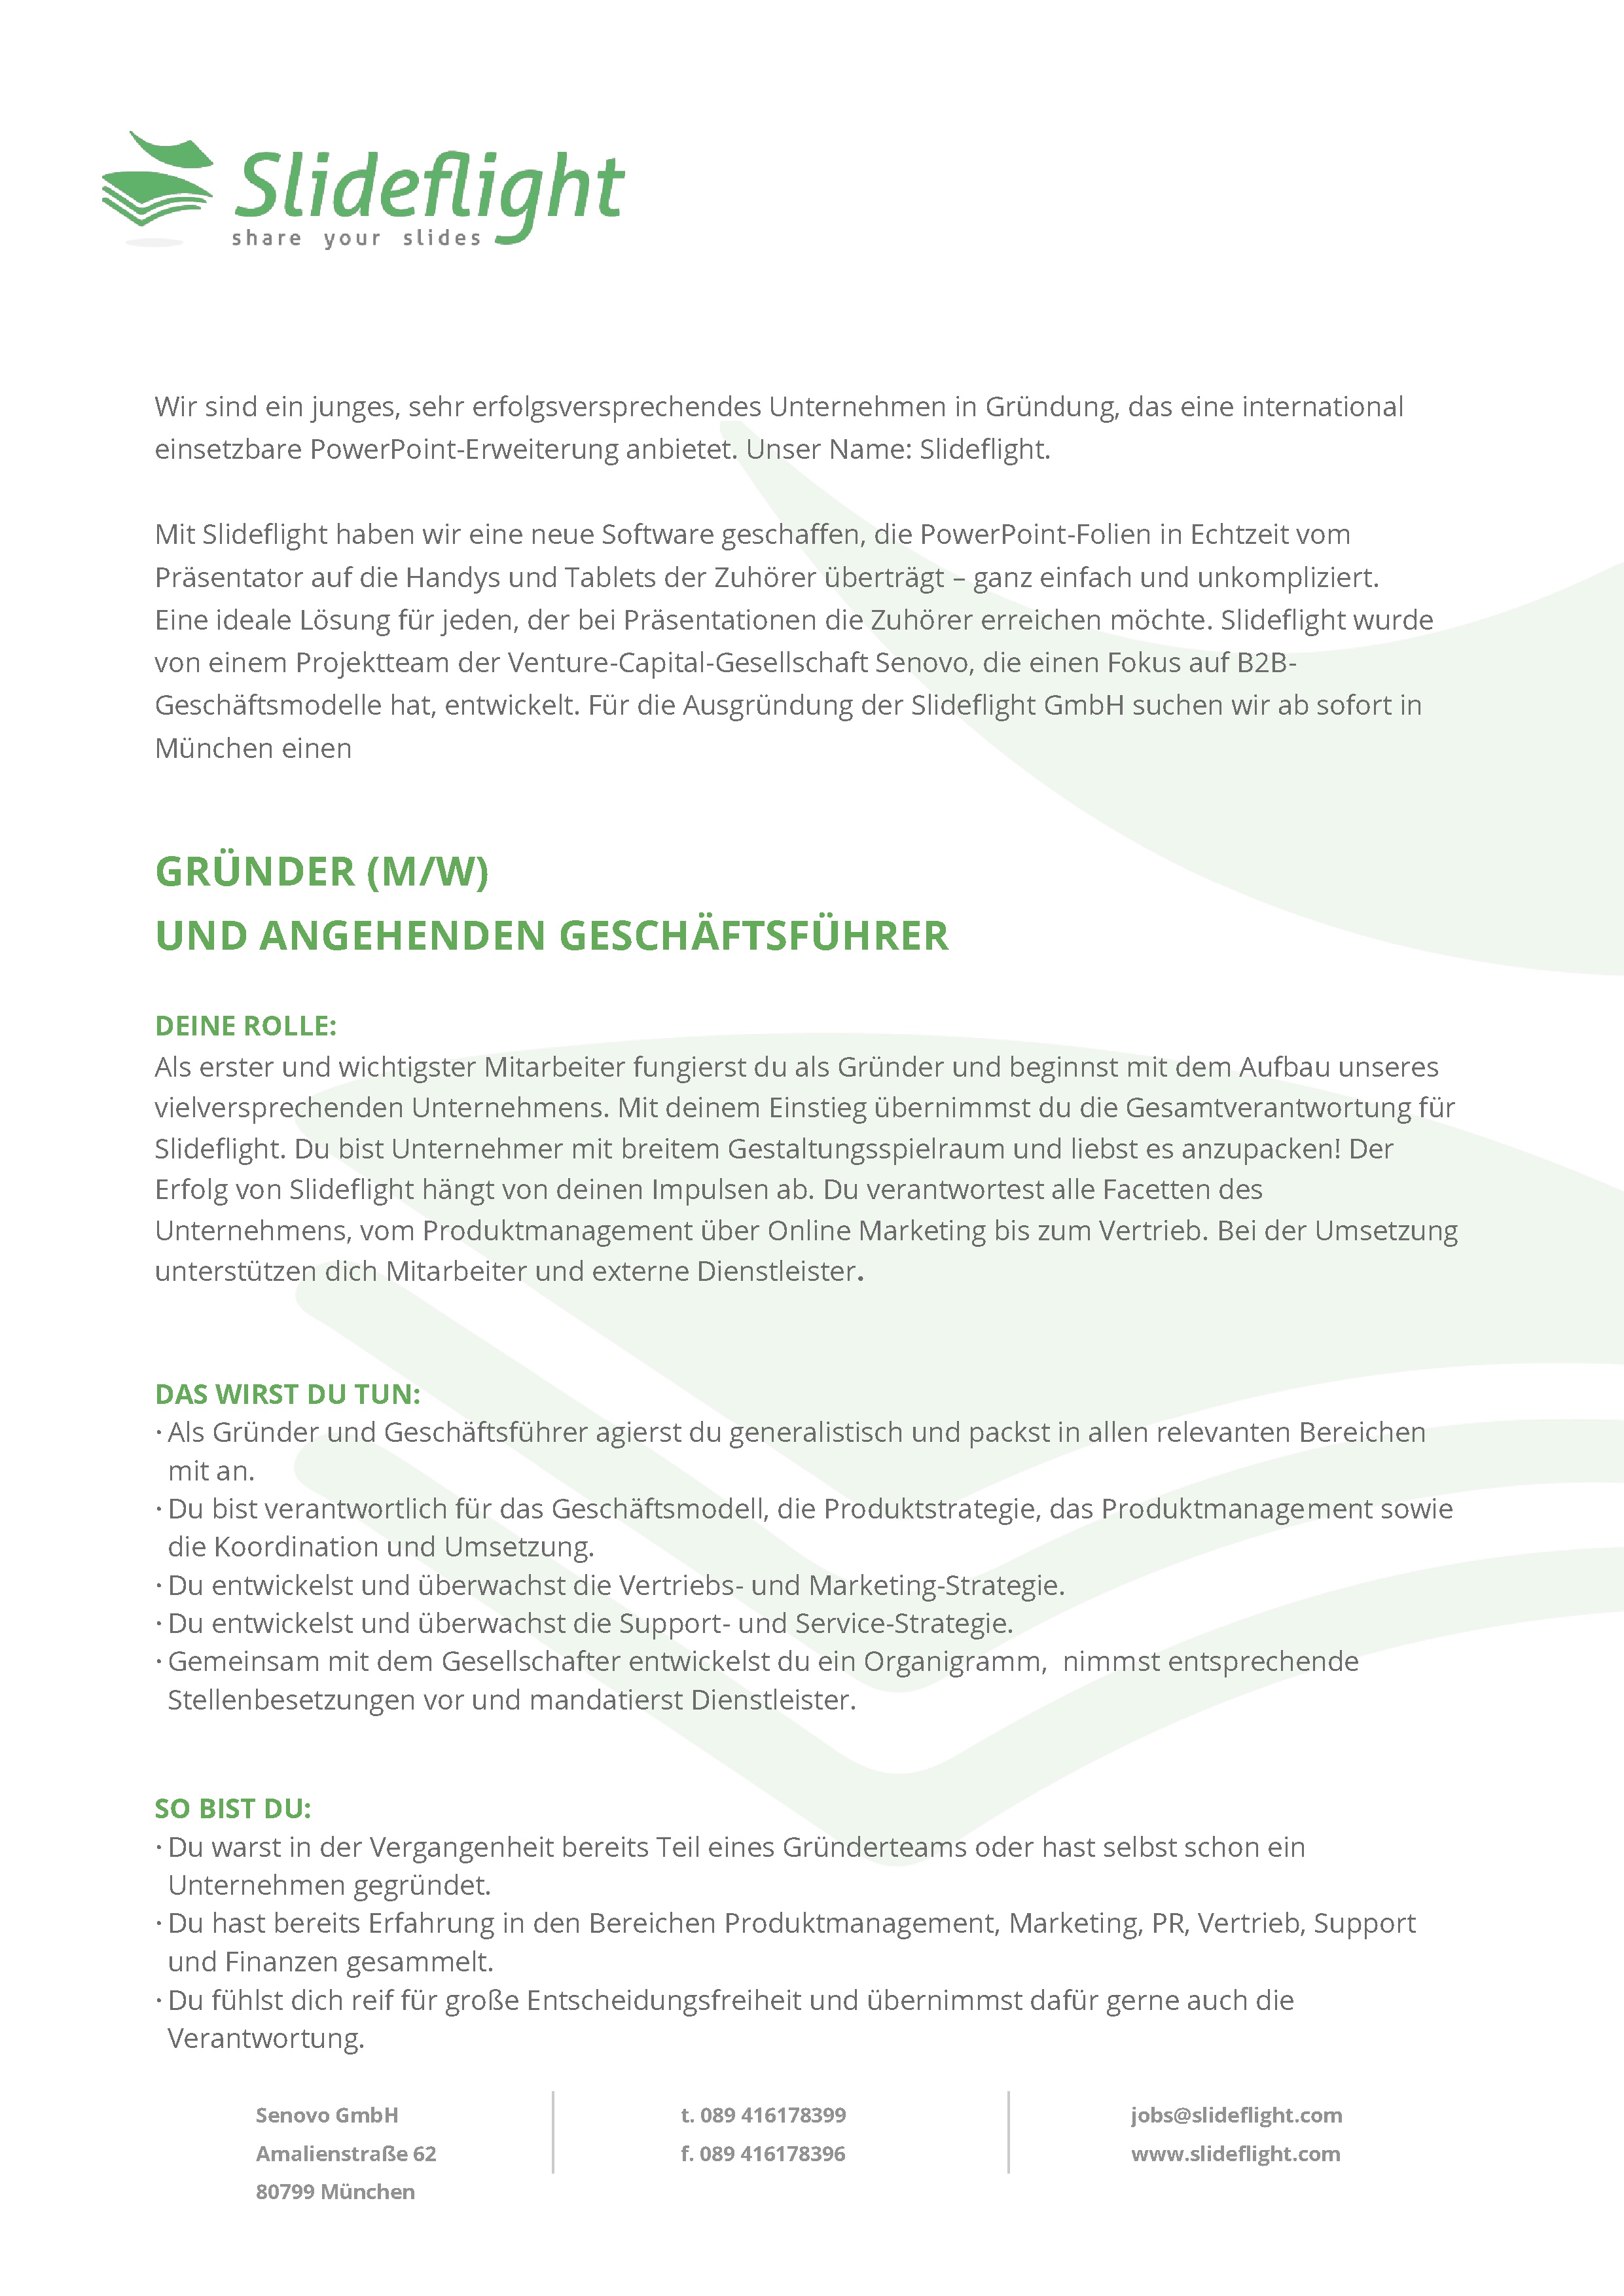 Slideflight
share your slides
Wir sind ein junges, sehr erfolgsversprechendes Unternehmen in Gründung, das eine international
einsetzbare PowerPoint-Erweiterung anbietet. Unser Name: Slideflight.
Mit Slideflight haben wir eine neue Software geschaffen, die PowerPoint-Folien in Echtzeit vom
Präsentator auf die Handys und Tablets der Zuhörer überträgt – ganz einfach und unkompliziert.
Eine ideale Lösung für jeden, der bei Präsentationen die Zuhörer erreichen möchte. Slideflight wurde
von einem Projektteam der Venture-Capital-Gesellschaft Senovo, die einen Fokus auf B2B-
Geschäftsmodelle hat, entwickelt. Für die Ausgründung der Slideflight GmbH suchen wir ab sofort in
München einen
GRÜNDER (M/W)
UND ANGEHENDEN GESCHÄFTSFÜHRER
DEINE ROLLE:
Als erster und wichtigster Mitarbeiter fungierst du als Gründer und beginnst mit dem Aufbau unseres
vielversprechenden Unternehmens. Mit deinem Einstieg übernimmst du die Gesamtverantwortung für
Slideflight. Du bist Unternehmer mit breitem Gestaltungsspielraum und liebst es anzupacken! Der
Erfolg von Slideflight hängt von deinen Impulsen ab. Du verantwortest alle Facetten des
Unternehmens, vom Produktmanagement über Online Marketing bis zum Vertrieb. Bei der Umsetzung
unterstützen dich Mitarbeiter und externe Dienstleister.
DAS WIRST DU TUN:
· Als Gründer und Geschäftsführer agierst du generalistisch und packst in allen relevanten Bereichen
mit an.
· Du bist verantwortlich für das Geschäftsmodell, die Produktstrategie, das Produktmanagement sowie
die Koordination und Umsetzung.
· Du entwickelst und überwachst die Vertriebs- und Marketing-Strategie.
· Du entwickelst und überwachst die Support- und Service-Strategie.
· Gemeinsam mit dem Gesellschafter entwickelst du ein Organigramm, nimmst entsprechende
Stellenbesetzungen vor und mandatierst Dienstleister.
SO BIST DU:
· Du warst in der Vergangenheit bereits Teil eines Gründerteams oder hast selbst schon ein
Unternehmen gegründet.
· Du hast bereits Erfahrung in den Bereichen Produktmanagement, Marketing, PR, Vertrieb, Support
und Finanzen gesammelt.
· Du fühlst dich reif für große Entscheidungsfreiheit und übernimmst dafür gerne auch die
Verantwortung.
Senovo GmbH
Amalienstraße 62
80799 München
t. 089 416178399
f. 089 416178396
jobs@slideflight.com
www.slideflight.com